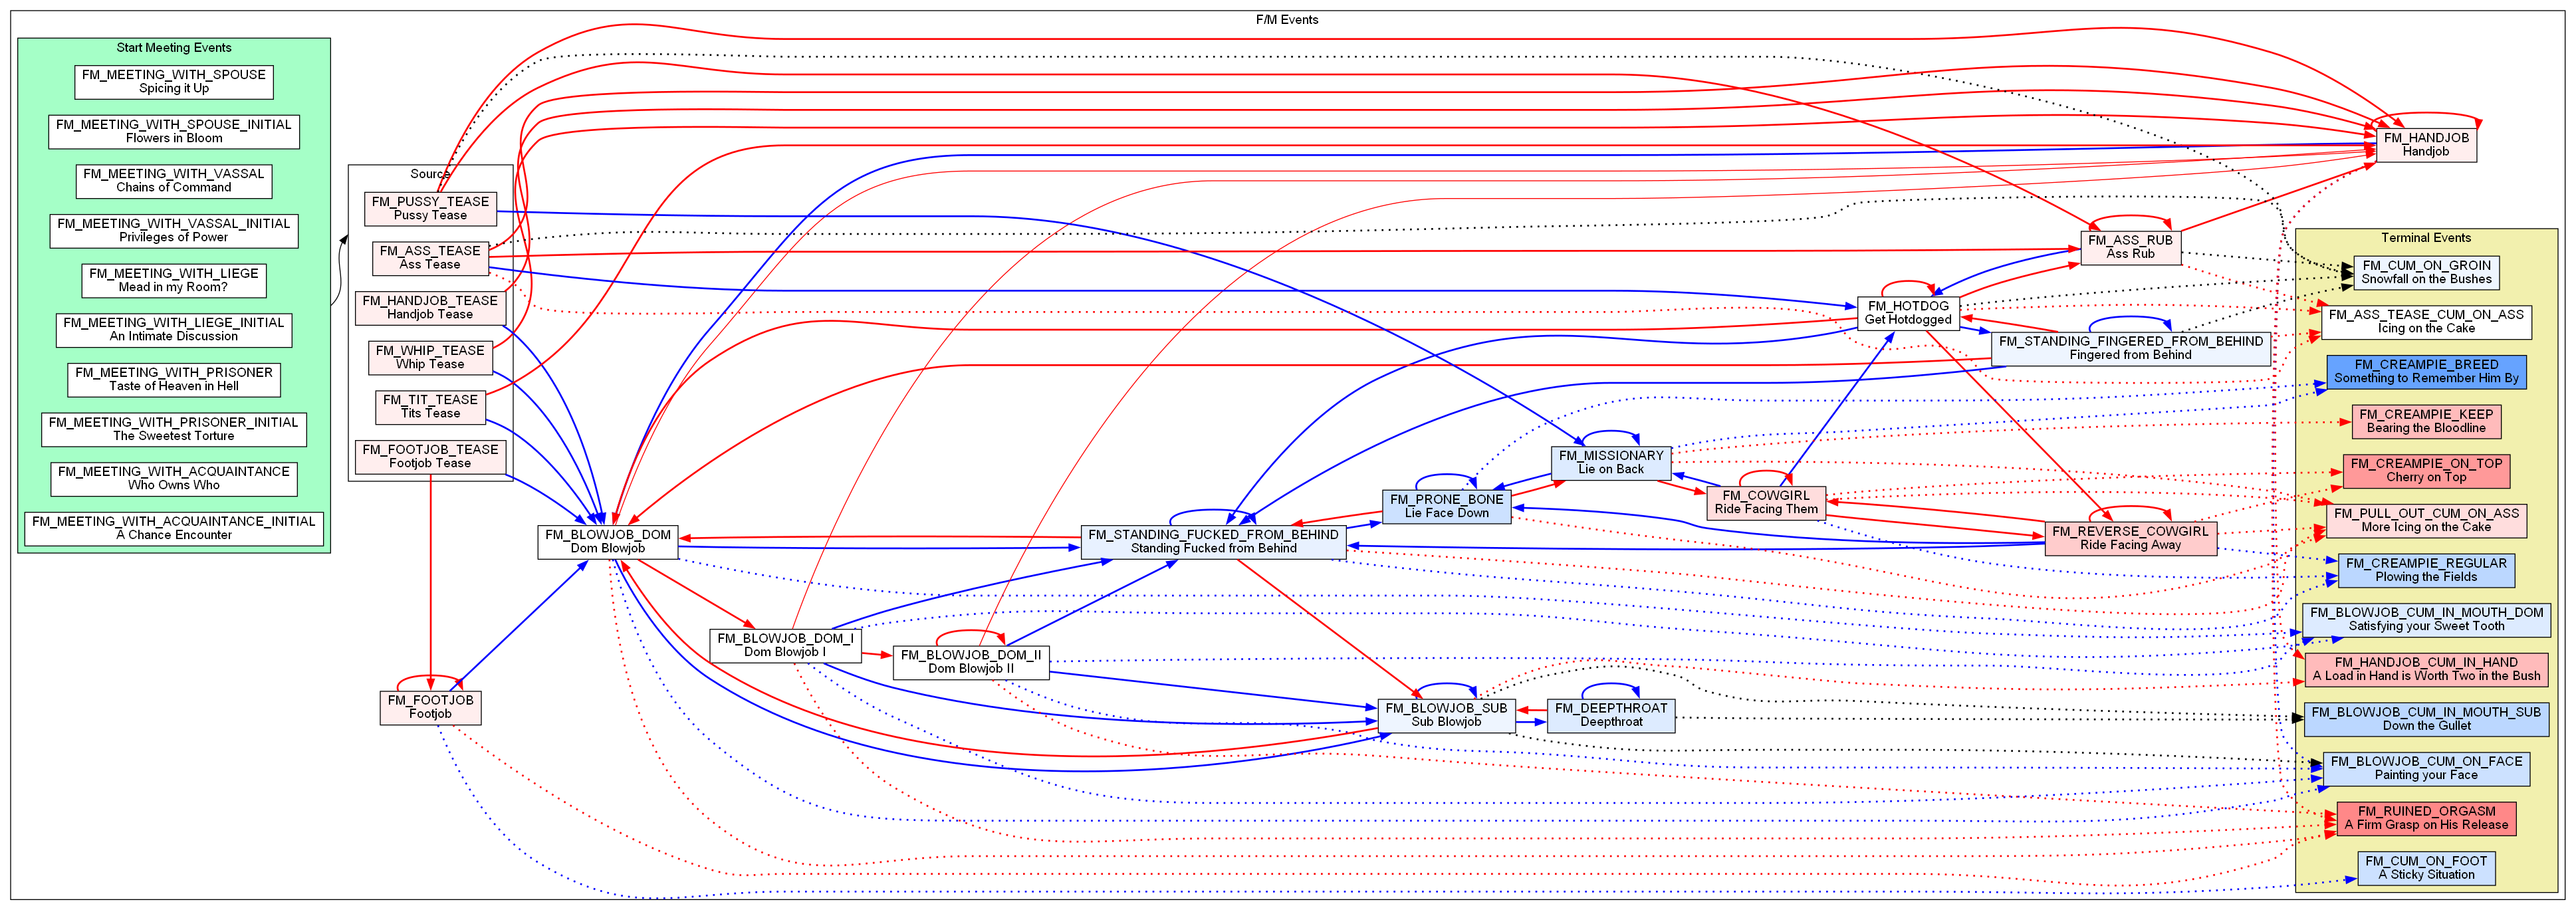 F/M Events
Start Meeting Events
FM_MEETING_WITH_SPOUSE
Spicing it Up
FM_MEETING_WITH_SPOUSE_INITIAL
Flowers in Bloom
FM_MEETING_WITH_VASSAL
Chains of Command
FM_MEETING_WITH_VASSAL_INITIAL
Privileges of Power
FM_MEETING_WITH_LIEGE
Mead in my Room?
FM_MEETING_WITH_LIEGE_INITIAL
An Intimate Discussion
FM_MEETING_WITH_PRISONER
Taste of Heaven in Hell
FM_MEETING_WITH_PRISONER_INITIAL
The Sweetest Torture
FM_MEETING_WITH_ACQUAINTANCE
Who Owns Who
FM_MEETING_WITH_ACQUAINTANCE_INITIAL
A Chance Encounter
Source
FM_PUSSY_TEASE
Pussy Tease
FM_ASS_TEASE
Ass Tease
FM_HANDJOB_TEASE
Handjob Tease
FM_WHIP_TEASE
Whip Tease
FM_TIT_TEASE
Tits Tease
FM_FOOTJOB_TEASE
Footjob Tease
FM_FOOTJOB
Footjob
FM_BLOWJOB_DOM
Dom Blowjob
FM_BLOWJOB_DOM_I
Dom Blowjob I
FM_BLOWJOB_DOM_II
Dom Blowjob II
FM_STANDING_FUCKED_FROM_BEHIND
Standing Fucked from Behind
FM_PRONE_BONE
Lie Face Down
FM_BLOWJOB_SUB
Sub Blowjob
FM_DEEPTHROAT
Deepthroat
FM_MISSIONARY
Lie on Back
FM_COWGIRL
Ride Facing Them
FM_HOTDOG
Get Hotdogged
FM_STANDING_FINGERED_FROM_BEHIND
Fingered from Behind
FM_REVERSE_COWGIRL
Ride Facing Away
FM_ASS_RUB
Ass Rub
FM_HANDJOB
Handjob
Terminal Events
FM_CUM_ON_GROIN
Snowfall on the Bushes
FM_ASS_TEASE_CUM_ON_ASS
Icing on the Cake
FM_CREAMPIE_BREED
Something to Remember Him By
FM_CREAMPIE_KEEP
Bearing the Bloodline
FM_CREAMPIE_ON_TOP
Cherry on Top
FM_PULL_OUT_CUM_ON_ASS
More Icing on the Cake
FM_CREAMPIE_REGULAR
Plowing the Fields
FM_BLOWJOB_CUM_IN_MOUTH_DOM
Satisfying your Sweet Tooth
FM_HANDJOB_CUM_IN_HAND
A Load in Hand is Worth Two in the Bush
FM_BLOWJOB_CUM_IN_MOUTH_SUB
Down the Gullet
FM_BLOWJOB_CUM_ON_FACE
Painting your Face
FM_RUINED_ORGASM
A Firm Grasp on His Release
FM_CUM_ON_FOOT
A Sticky Situation